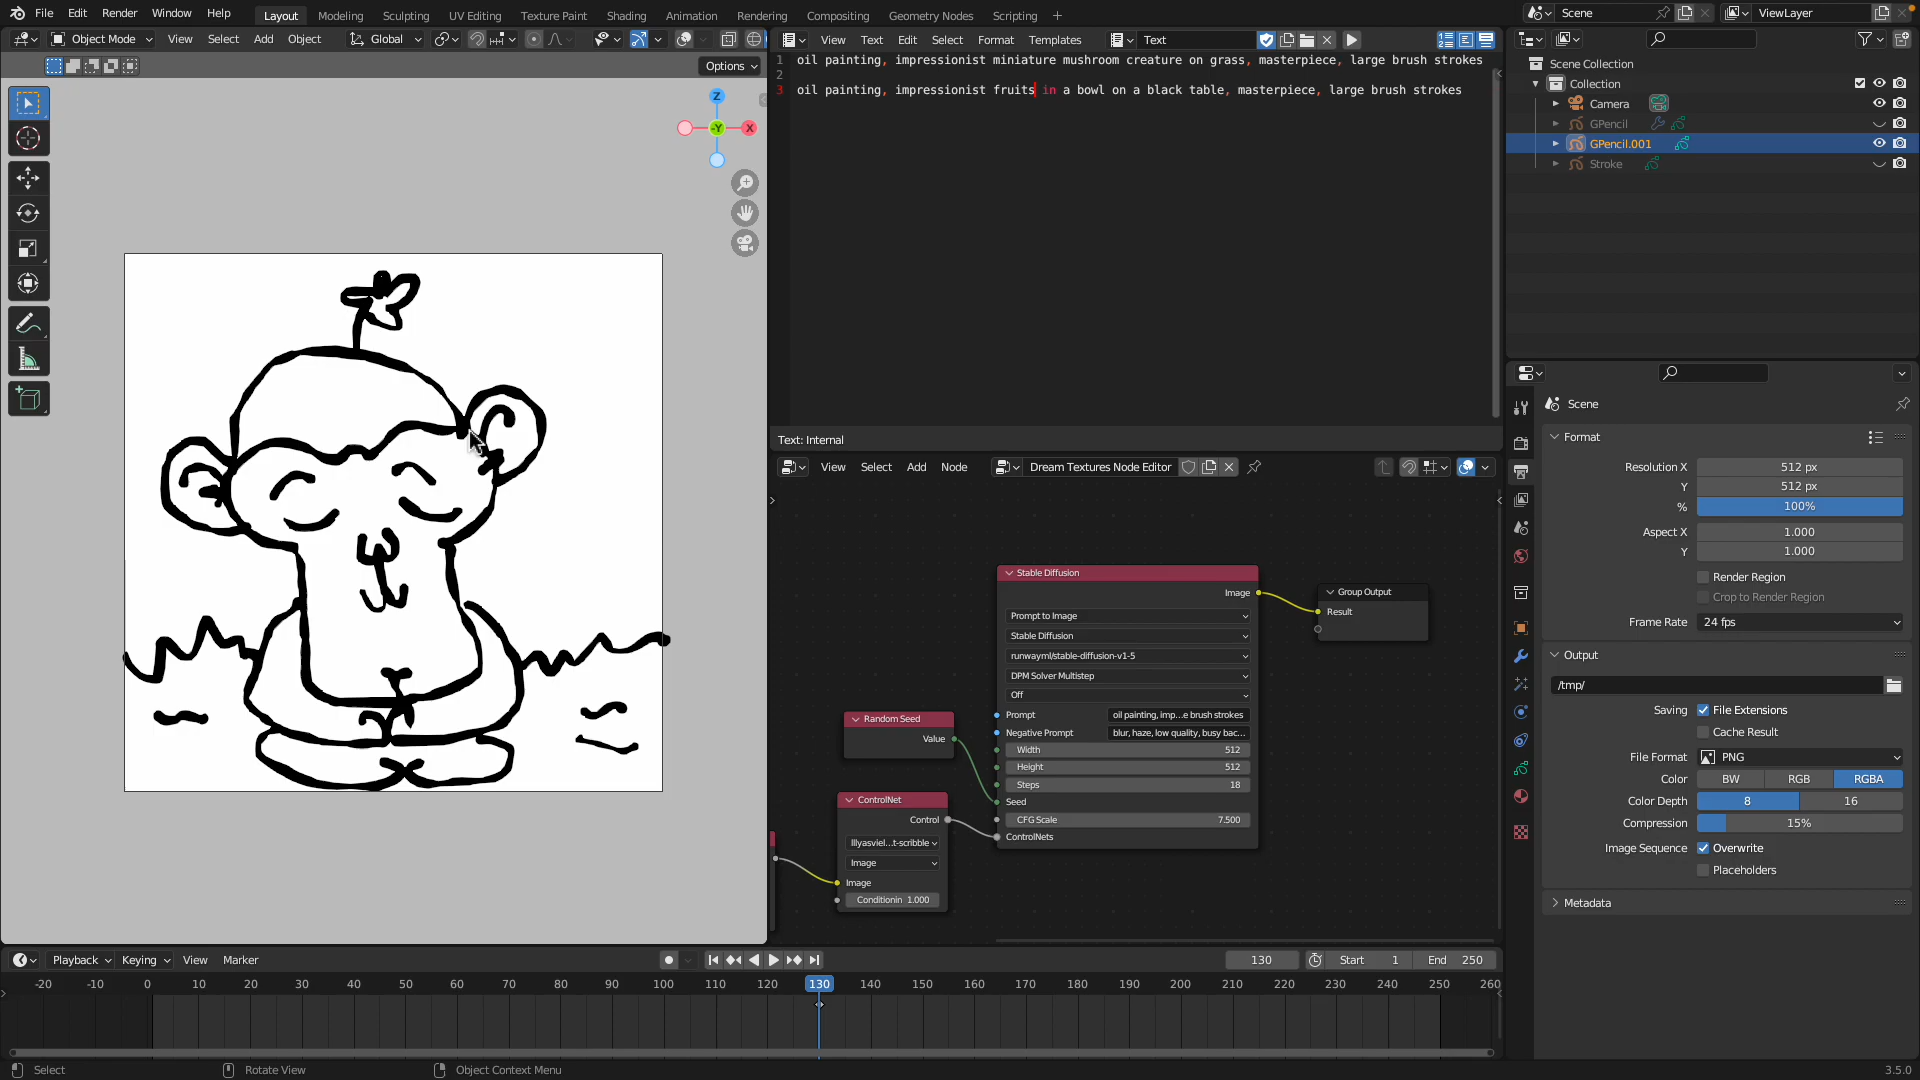 File Edit Render Window Help Layout Modeling Sculpting UV Editing Texture Paint Shading Animation Rendering Compositing Geometry Nodes Scripting + Scene ViewLayer
Object Mode View Select Add Object Global
View Text Edit Select Format Templates Text
Options
Z
X
-Y
1 oil painting, impressionist miniature mushroom creature on grass, masterpiece, large brush strokes
2
3 oil painting, impressionist fruits in a bowl on a black table, masterpiece, large brush strokes
Text: Internal
View Select Add Node Dream Textures Node Editor
Stable Diffusion
Image
Prompt to Image
Stable Diffusion
runwayml/stable-diffusion-v1-5
DPM Solver Multistep
Off
Prompt oil painting, imp...e brush strokes
Negative Prompt blur, haze, low quality, busy bac...
Width 512
Height 512
Steps 18
Seed
CFG Scale 7.500
ControlNets
Group Output
Result
Random Seed
Value
ControlNet
Control
lllyasviel...t-scribble
Image
Image
Conditionin 1.000
Scene Collection
Collection
Camera
GPencil
GPencil.001
Stroke
Scene
Format
Resolution X 512 px
Y 512 px
% 100%
Aspect X 1.000
Y 1.000
Render Region
Crop to Render Region
Frame Rate 24 fps
Output
/tmp/
Saving File Extensions
Cache Result
File Format PNG
Color BW RGB RGBA
Color Depth 8 16
Compression 15%
Image Sequence Overwrite
Placeholders
Metadata
Playback Keying View Marker 130 Start 1 End 250
-20 -10 0 10 20 30 40 50 60 70 80 90 100 110 120 130 140 150 160 170 180 190 200 210 220 230 240 250 260
Select Rotate View Object Context Menu 3.5.0